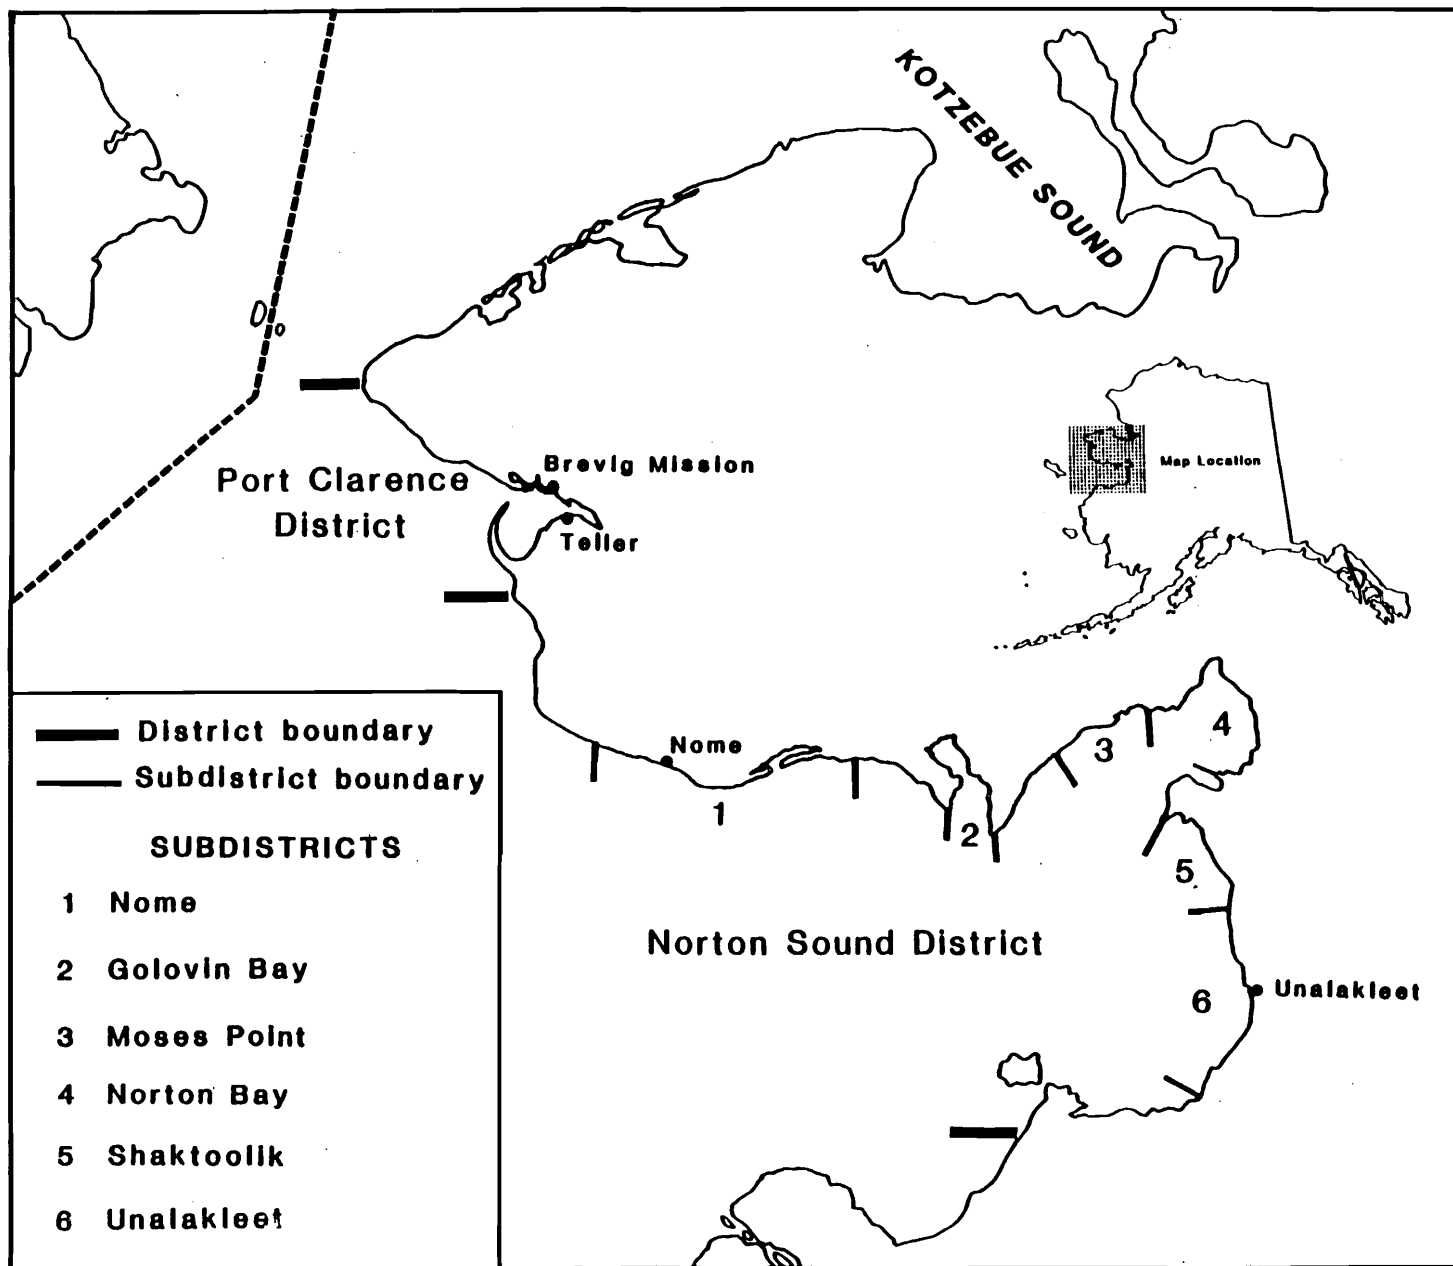 KOTZEBUE SOUND
Map Location
Brevig Mission
Port Clarence
District
Teller
Nome
1
2
3
4
5
6
Norton Sound District
Unalakleet
District boundary
Subdistrict boundary
SUBDISTRICTS
1 Nome
2 Golovin Bay
3 Moses Point
4 Norton Bay
5 Shaktoolik
6 Unalakleet